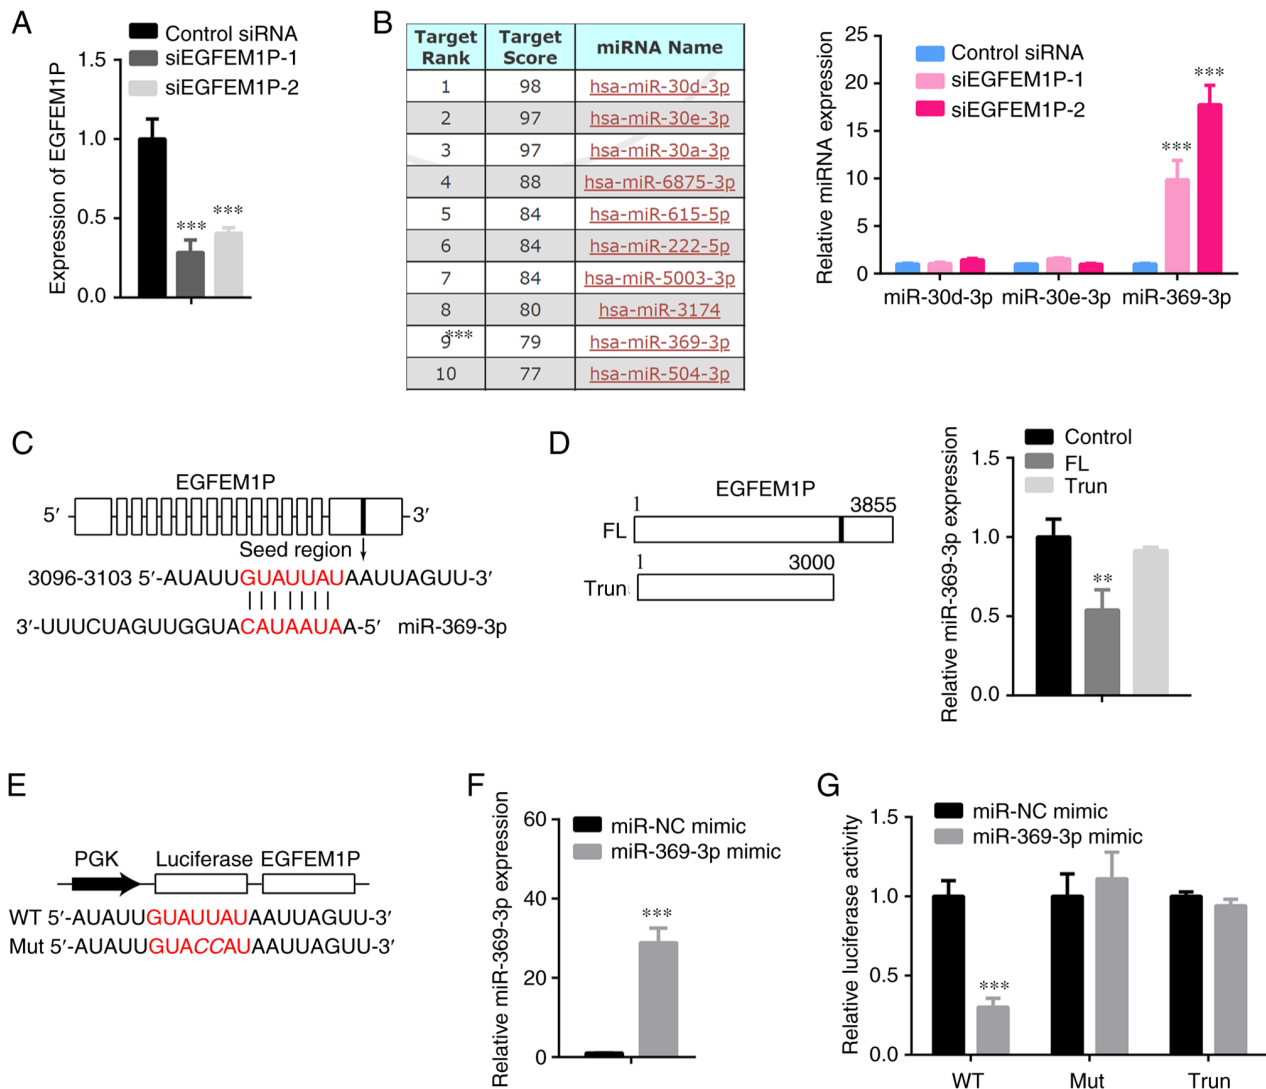 A
Control siRNA
siEGFEM1P-1
siEGFEM1P-2
Expression of EGFEM1P
1.5
1.0
0.5
0.0
***
***
B
Target Rank Target Score miRNA Name
1 98 hsa-miR-30d-3p
2 97 hsa-miR-30e-3p
3 97 hsa-miR-30a-3p
4 88 hsa-miR-6875-3p
5 84 hsa-miR-615-5p
6 84 hsa-miR-222-5p
7 84 hsa-miR-5003-3p
8 80 hsa-miR-3174
***
9 79 hsa-miR-369-3p
10 77 hsa-miR-504-3p
Relative miRNA expression
25
20
15
10
5
0
Control siRNA
siEGFEM1P-1
siEGFEM1P-2
***
***
miR-30d-3p miR-30e-3p miR-369-3p
C
EGFEM1P
5′ 3′
Seed region
3096-3103 5′-AUAUUGUAUUAUAAUUAGUU-3′
3′-UUUCUAGUUGGUACAUAAUAA-5′ miR-369-3p
D
EGFEM1P
1 3855
FL
1 3000
Trun
Relative miR-369-3p expression
1.5
1.0
0.5
0.0
Control
FL
Trun
**
E
PGK Luciferase EGFEM1P
WT 5′-AUAUUGUAUUAUAAUUAGUU-3′
Mut 5′-AUAUUGUACCAUAAUUAGUU-3′
F
Relative miR-369-3p expression
60
40
20
0
miR-NC mimic
miR-369-3p mimic
***
G
Relative luciferase activity
1.5
1.0
0.5
0.0
miR-NC mimic
miR-369-3p mimic
***
WT Mut Trun